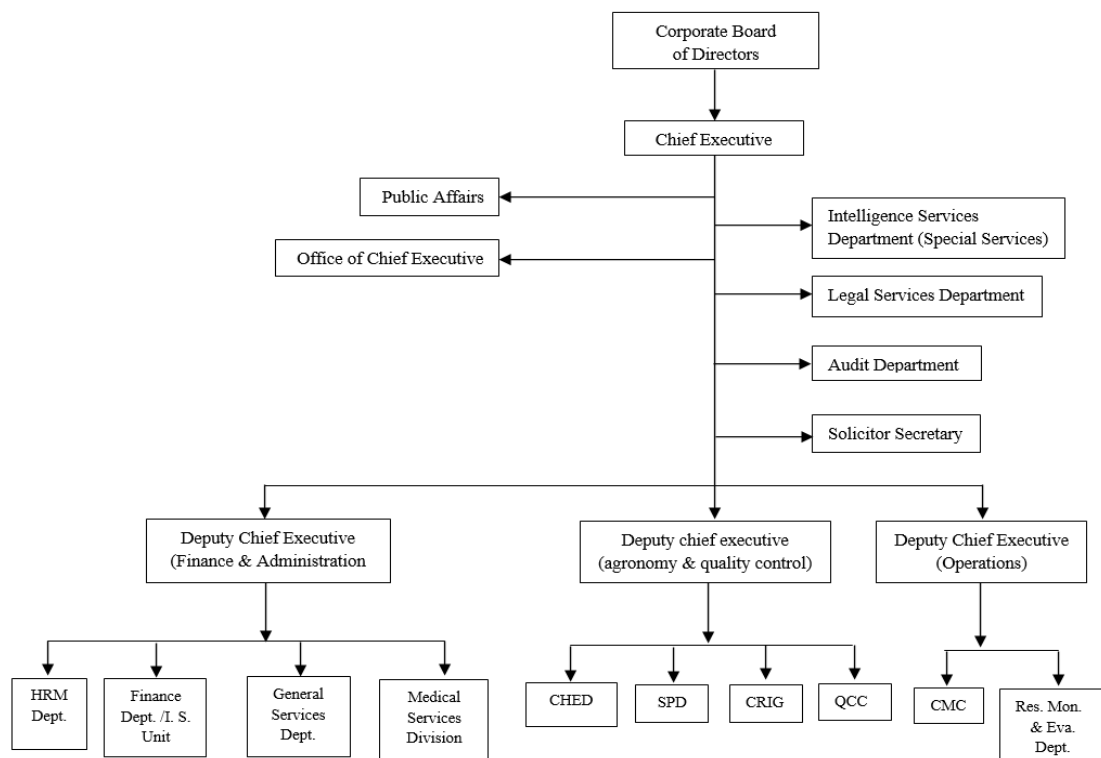 Corporate Board
of Directors
Chief Executive
Public Affairs
Intelligence Services
Department (Special Services)
Office of Chief Executive
Legal Services Department
Audit Department
Solicitor Secretary
Deputy Chief Executive
(Finance & Administration
Deputy chief executive
(agronomy & quality control)
Deputy Chief Executive
(Operations)
HRM
Dept.
Finance
Dept. /I. S.
Unit
General
Services
Dept.
Medical
Services
Division
CHED
SPD
CRIG
QCC
CMC
Res. Mon.
& Eva.
Dept.